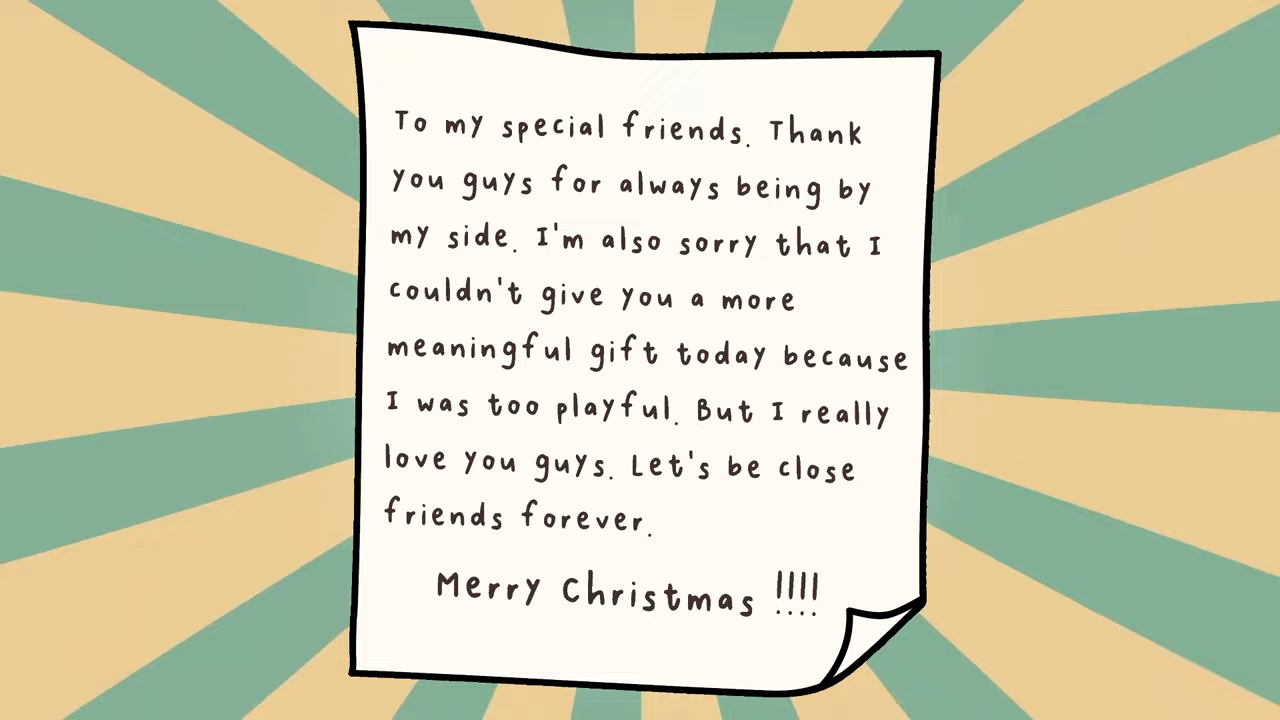 To my special friends. Thank
you guys for always being by
my side. I'm also sorry that I
couldn't give you a more
meaningful gift today because
I was too playful. But I really
love you guys. Let's be close
friends forever.
Merry Christmas !!!!